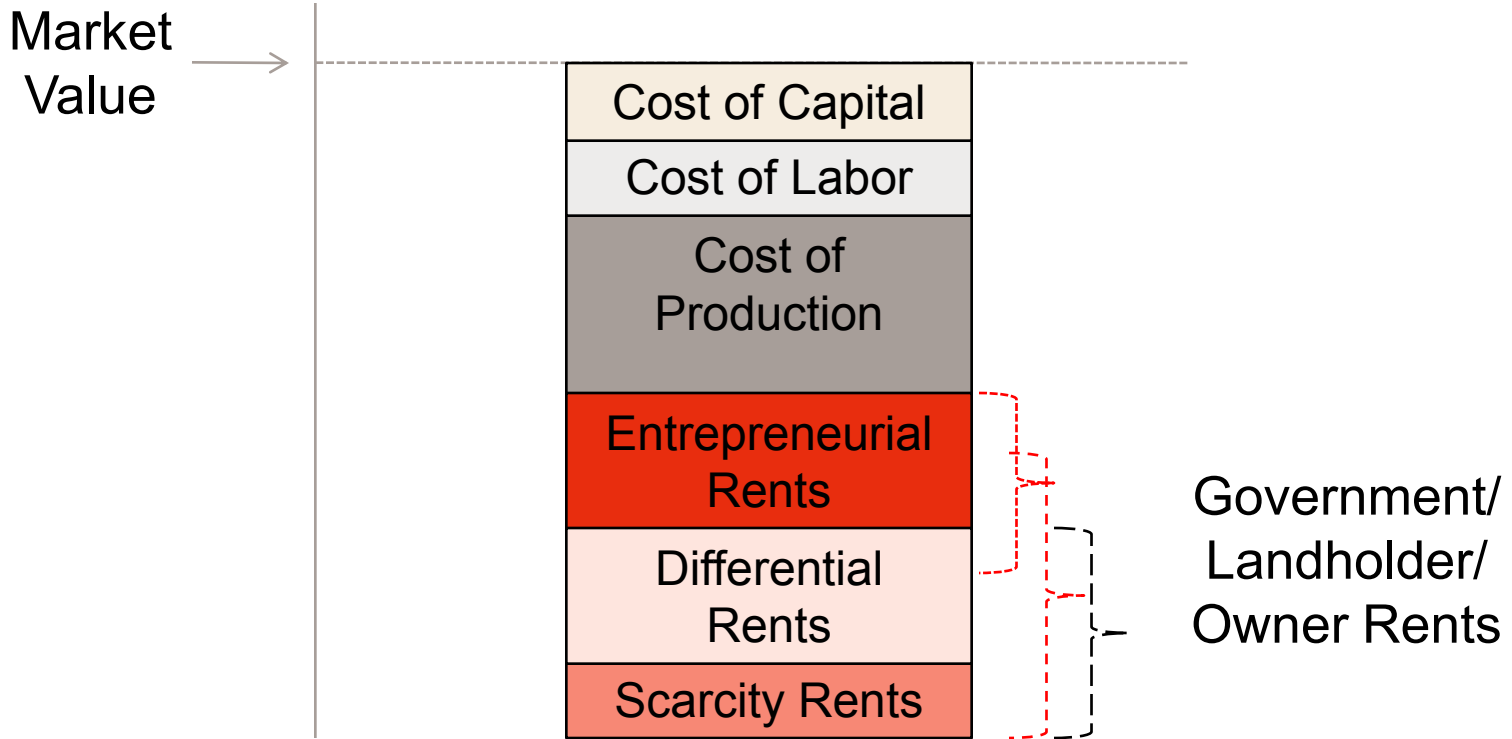 Market
Value
Cost of Capital
Cost of Labor
Cost of
Production
Entrepreneurial
Rents
Differential
Rents
Scarcity Rents
Government/
Landholder/
Owner Rents